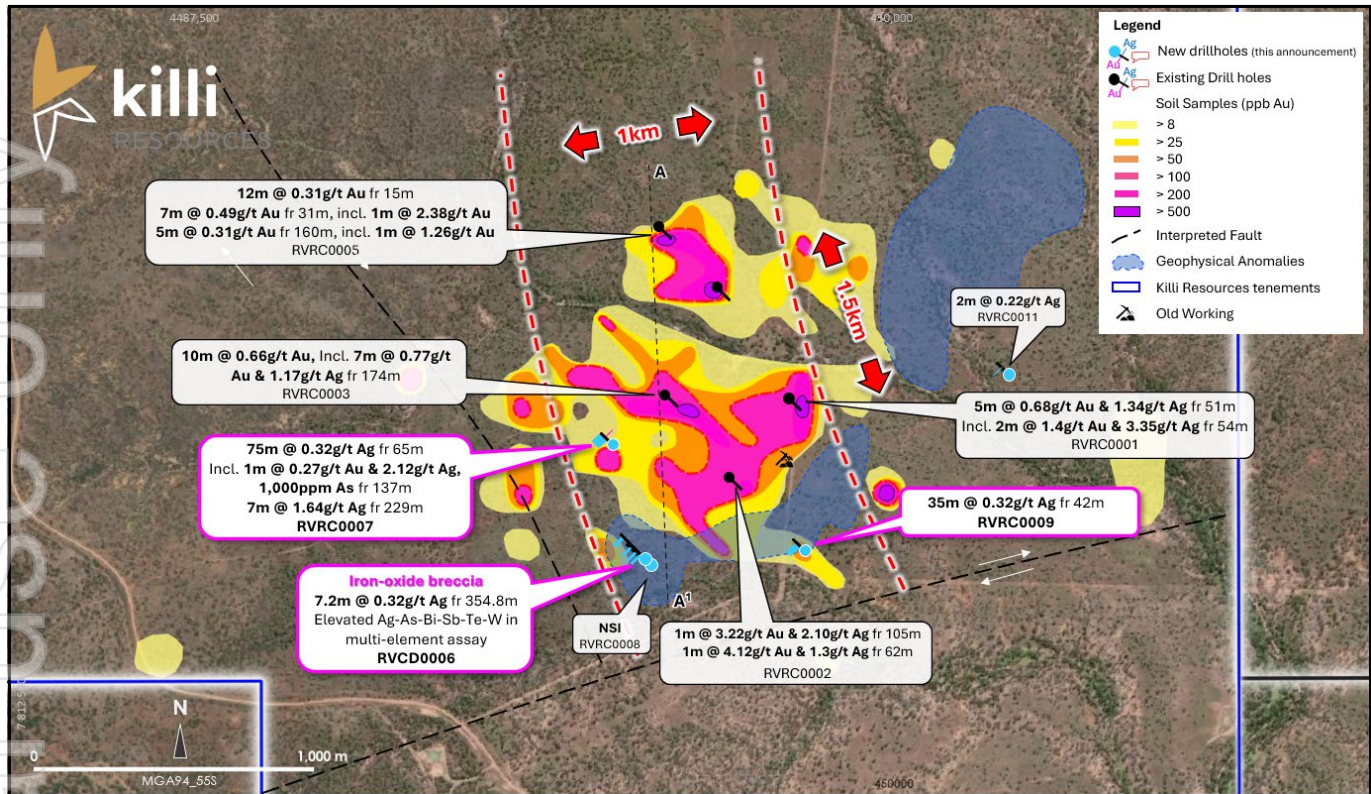 4487,500
450,000
killi
RESOURCES
Legend
Ag
Au
New drillholes (this announcement)
Ag
Au
Existing Drill holes
Soil Samples (ppb Au)
> 8
> 25
> 50
> 100
> 200
> 500
Interpreted Fault
Geophysical Anomalies
Killi Resources tenements
Old Working
1km
A
1.5km
12m @ 0.31g/t Au fr 15m
7m @ 0.49g/t Au fr 31m, incl. 1m @ 2.38g/t Au
5m @ 0.31g/t Au fr 160m, incl. 1m @ 1.26g/t Au
RVRC0005
2m @ 0.22g/t Ag
RVRC0011
10m @ 0.66g/t Au, Incl. 7m @ 0.77g/t
Au & 1.17g/t Ag fr 174m
RVRC0003
5m @ 0.68g/t Au & 1.34g/t Ag fr 51m
Incl. 2m @ 1.4g/t Au & 3.35g/t Ag fr 54m
RVRC0001
75m @ 0.32g/t Ag fr 65m
Incl. 1m @ 0.27g/t Au & 2.12g/t Ag,
1,000ppm As fr 137m
7m @ 1.64g/t Ag fr 229m
RVRC0007
35m @ 0.32g/t Ag fr 42m
RVRC0009
Iron-oxide breccia
7.2m @ 0.32g/t Ag fr 354.8m
Elevated Ag-As-Bi-Sb-Te-W in
multi-element assay
RVCD0006
NSI
RVRC0008
A¹
1m @ 3.22g/t Au & 2.10g/t Ag fr 105m
1m @ 4.12g/t Au & 1.3g/t Ag fr 62m
RVRC0002
N
0
1,000 m
MGA94_55S
450000